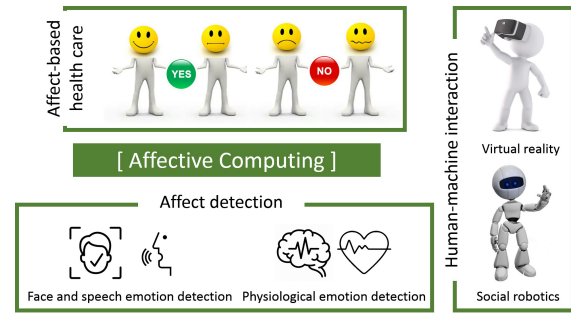 Affect-based
health care
YES
NO
[ Affective Computing ]
Affect detection
Face and speech emotion detection
Physiological emotion detection
Human-machine interaction
Virtual reality
Social robotics